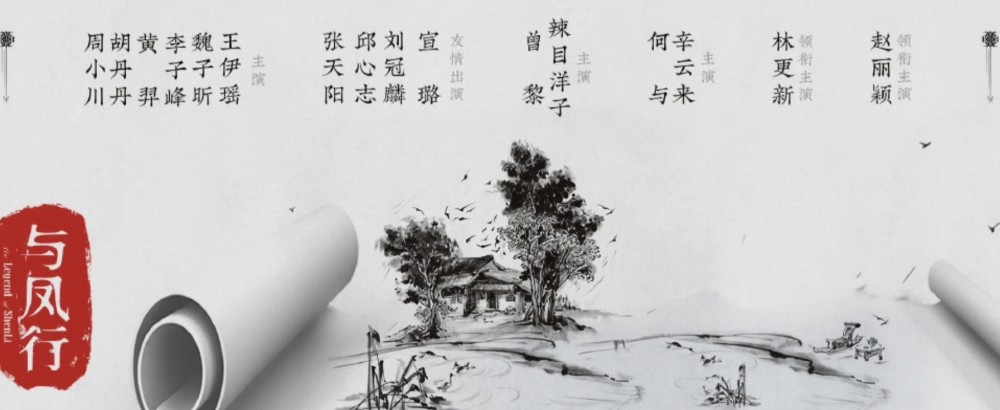 领衔主演
赵丽颖
领衔主演
林更新
主演
辛云来
何与
主演
辣目洋子
曾黎
友情出演
宣璐
刘冠麟
邱心志
张天阳
主演
王伊瑶
魏子昕
李子峰
黄羿
胡丹丹
周小川
与凤行
The Legend of ShenLi